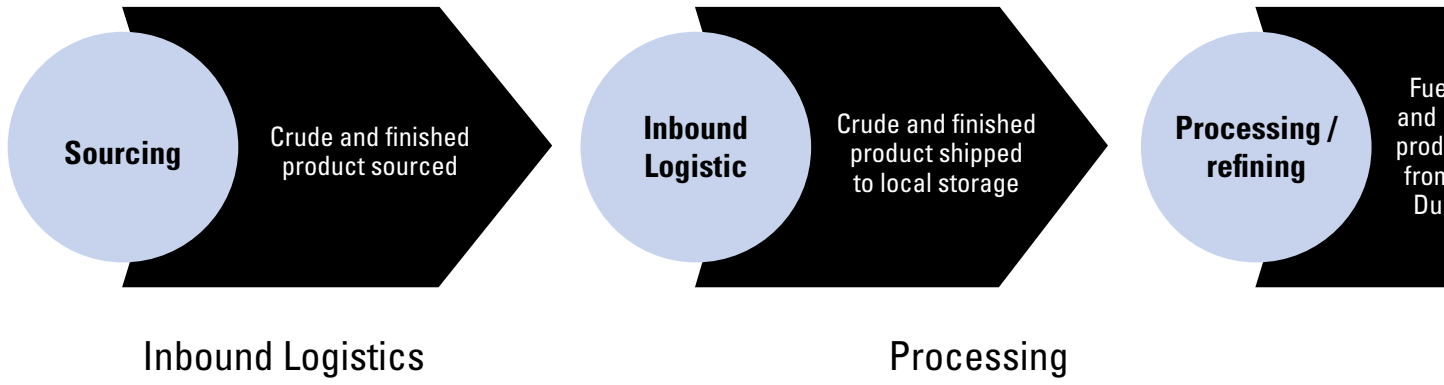 Sourcing
Crude and finished
product sourced
Inbound
Logistic
Crude and finished
product shipped
to local storage
Processing /
refining
and
Inbound Logistics
Processing